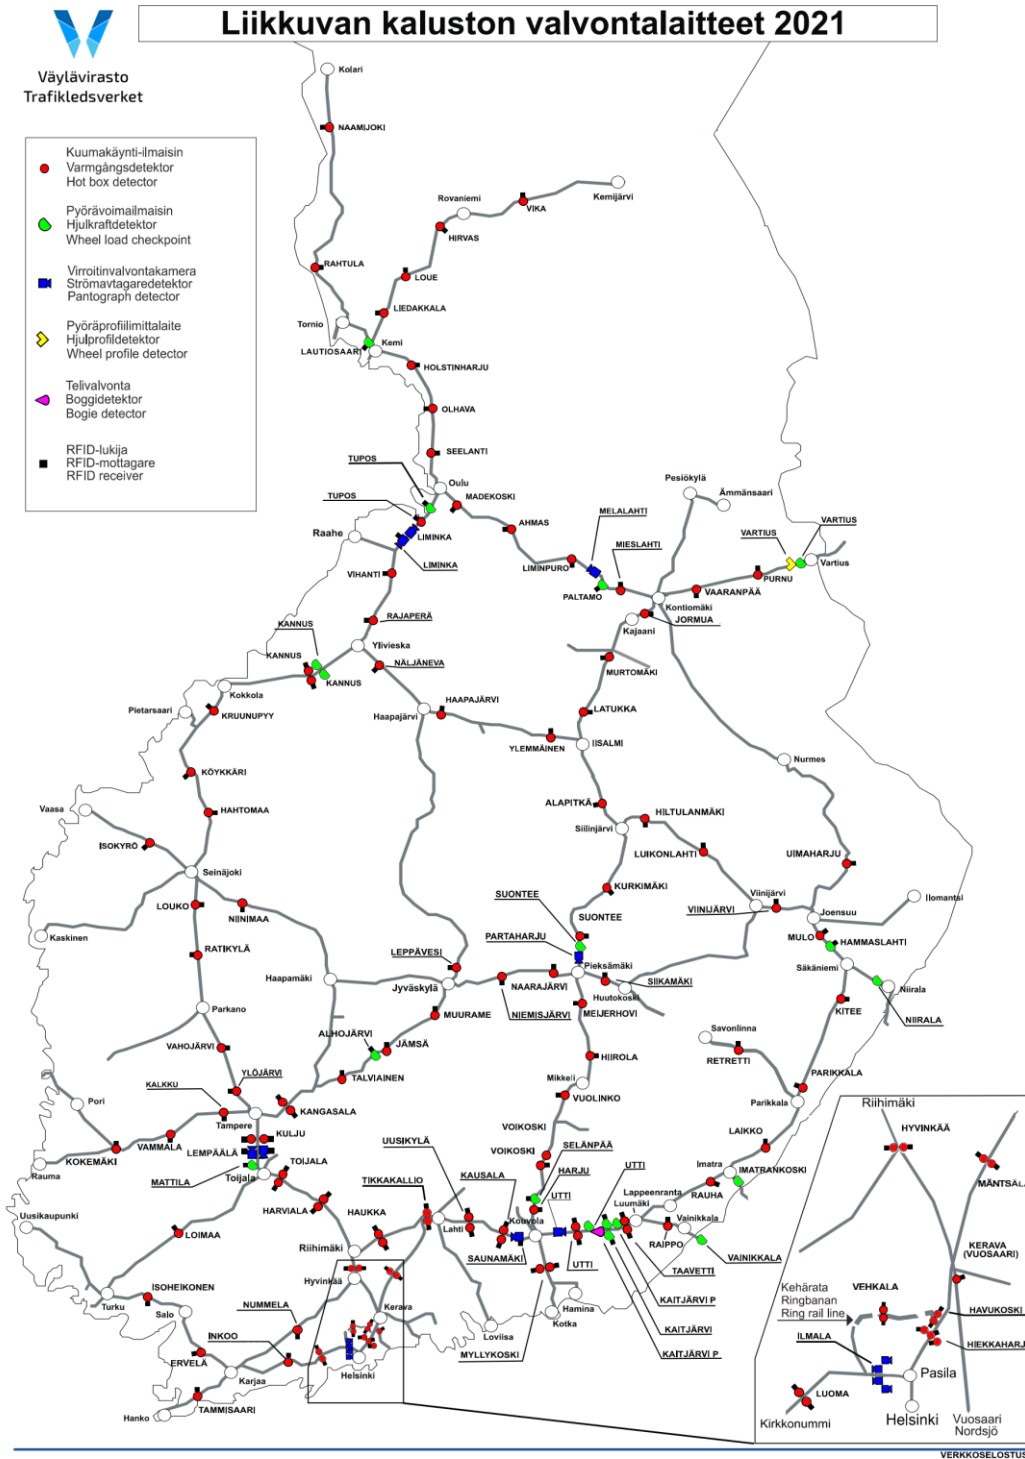 Liikkuvan kaluston valvontalaitteet 2021
Väylävirasto
Trafikledsverket
Kuumakäynti-ilmaisin
Varmgångsdetektor
Hot box detector
Pyörävoimailmaisin
Hjulkraftdetektor
Wheel load checkpoint
Virroitinvalvontakamera
Strömavtagaredetektor
Pantograph detector
Pyöräprofiilimittalaite
Hjulprofildetektor
Wheel profile detector
Telivalvonta
Boggidetektor
Bogie detector
RFID-lukija
RFID-mottagare
RFID receiver
Kolari
NAAMIJOKI
Rovaniemi
VIKA
Kemijärvi
HIRVAS
RAHTULA
LOUE
LIEDAKKALA
Tornio
LAUTIOSAARI
Kemi
HOLSTINHARJU
OLHAVA
SEELANTI
TUPOS
Oulu
TUPOS
MADEKOSKI
Pesiökylä
Ämmänsaari
Raahe
LIMINKA
LIMINKA
AHMAS
MELALAHTI
MIESLAHTI
VARTIUS
VARTIUS
Vartius
LIMINPURO
PURNU
VIHANTI
PALTAMO
VAARANPÄÄ
Kontiomäki
RAJAPERÄ
Kajaani
JORMUA
KANNUS
Ylivieska
KANNUS
NÄLJÄNEVA
MURTOMÄKI
KANNUS
Kokkola
HAAPAJÄRVI
Pietarsaari
KRUUNUPYY
Haapajärvi
LATUKKA
YLEMMÄINEN
IISALMI
Nurmes
KÖYKKÄRI
Vaasa
HAHTOMAA
ALAPITKÄ
HILTULANMÄKI
Siilinjärvi
ISOKYRÖ
LUIKONLAHTI
UIMAHARJU
Seinäjoki
KURKIMÄKI
SUONTEE
Viinijärvi
Ilomantsi
LOUKO
NIINIMAA
VIINIJÄRVI
Joensuu
SUONTEE
Kaskinen
PARTAHARJU
MULO
HAMMASLAHTI
RATIKYLÄ
LEPPÄVESI
Pieksämäki
Säkäniemi
Haapamäki
Jyväskylä
NAARAJÄRVI
SIIKAMÄKI
Huutokoski
Niirala
Parkano
MUURAME
NIEMISJÄRVI
MEIJERHOVI
KITEE
NIIRALA
ALHOJÄRVI
Savonlinna
VAHOJÄRVI
JÄMSÄ
HIIROLA
RETRETTI
YLÖJÄRVI
TALVIAINEN
Mikkeli
PARIKKALA
KALKKU
VUOLINKO
Parikkala
Pori
KANGASALA
Tampere
VOIKOSKI
Riihimäki
VAMMALA
KULJU
UUSIKYLÄ
SELÄNPÄÄ
LAIKKO
HYVINKÄÄ
KOKEMÄKI
LEMPÄÄLÄ
VOIKOSKI
UTTI
Rauma
TOIJALA
HARJU
Imatra
IMATRANKOSKI
MATTILA
Toijala
TIKKAKALLIO
KAUSALA
UTTI
Lappeenranta
RAUHA
MÄNTSÄLÄ
Uusikaupunki
HARVIALA
HAUKKA
Luumäki
Vainikkala
LOIMAA
Lahti
Kouvola
RAIPPO
Riihimäki
SAUNAMÄKI
UTTI
TAAVETTI
VAINIKKALA
KERAVA
(VUOSAARI)
ISOHEIKONEN
Hyvinkää
KAITJÄRVI P
Kehärata
Ringbanan
Ring rail line
VEHKALA
Turku
Salo
NUMMELA
Kerava
Hamina
Kotka
HAVUKOSKI
Loviisa
KAITJÄRVI
INKOO
ILMALA
HIEKKAHARJ
ERVELÄ
MYLLYKOSKI
KAITJÄRVI P
Karjaa
Helsinki
Pasila
TAMMISAARI
LUOMA
Hanko
Kirkkonummi
Helsinki
Vuosaari
Nordsjö
VERKKOSELOSTUS